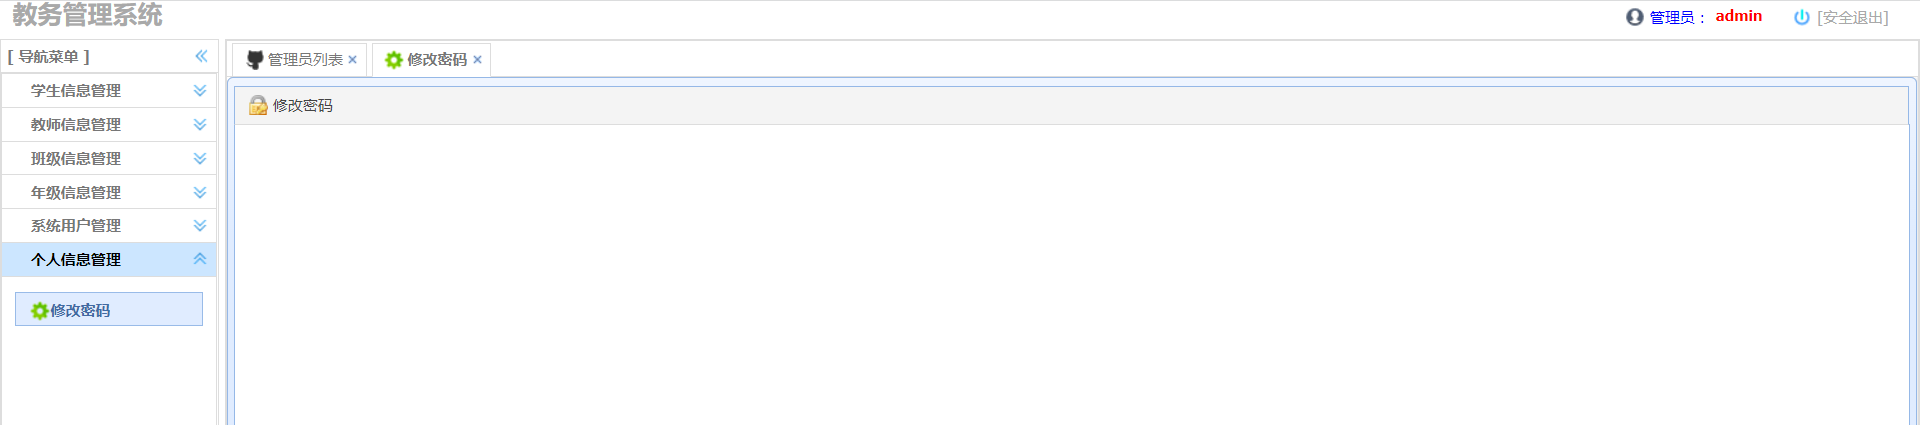 教务管理系统
管理员： admin [安全退出]
[ 导航菜单 ]
管理员列表 修改密码
学生信息管理
修改密码
教师信息管理
班级信息管理
年级信息管理
系统用户管理
个人信息管理
修改密码